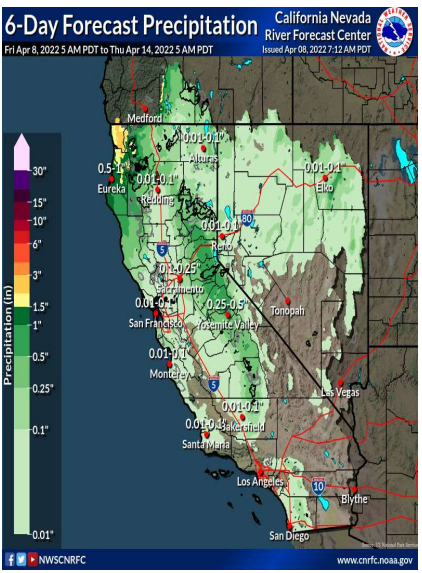 6-Day Forecast Precipitation
California Nevada
River Forecast Center
Fri Apr 8, 2022 5 AM PDT to Thu Apr 14, 2022 5 AM PDT
Issued Apr 08, 2022 7:12 AM PDT
Medford
0.01-0.1"
Alturas
0.5-1"
Eureka
0.01-0.1"
Redding
0.01-0.1"
Elko
80
0.01-0.1"
Reno
5
0.1-0.25"
Sacramento
0.01-0.1"
San Francisco
0.25-0.5"
Yosemite Valley
Tonopah
0.01-0.1"
Monterey
5
Las Vegas
0.01-0.1"
Bakersfield
0.01-0.1"
Santa Maria
Los Angeles
10
Blythe
San Diego
Precipitation (in)
30"
15"
10"
6"
3"
1.5"
1"
0.5"
0.25"
0.1"
0.01"
NWSCNRFC
www.cnrfc.noaa.gov